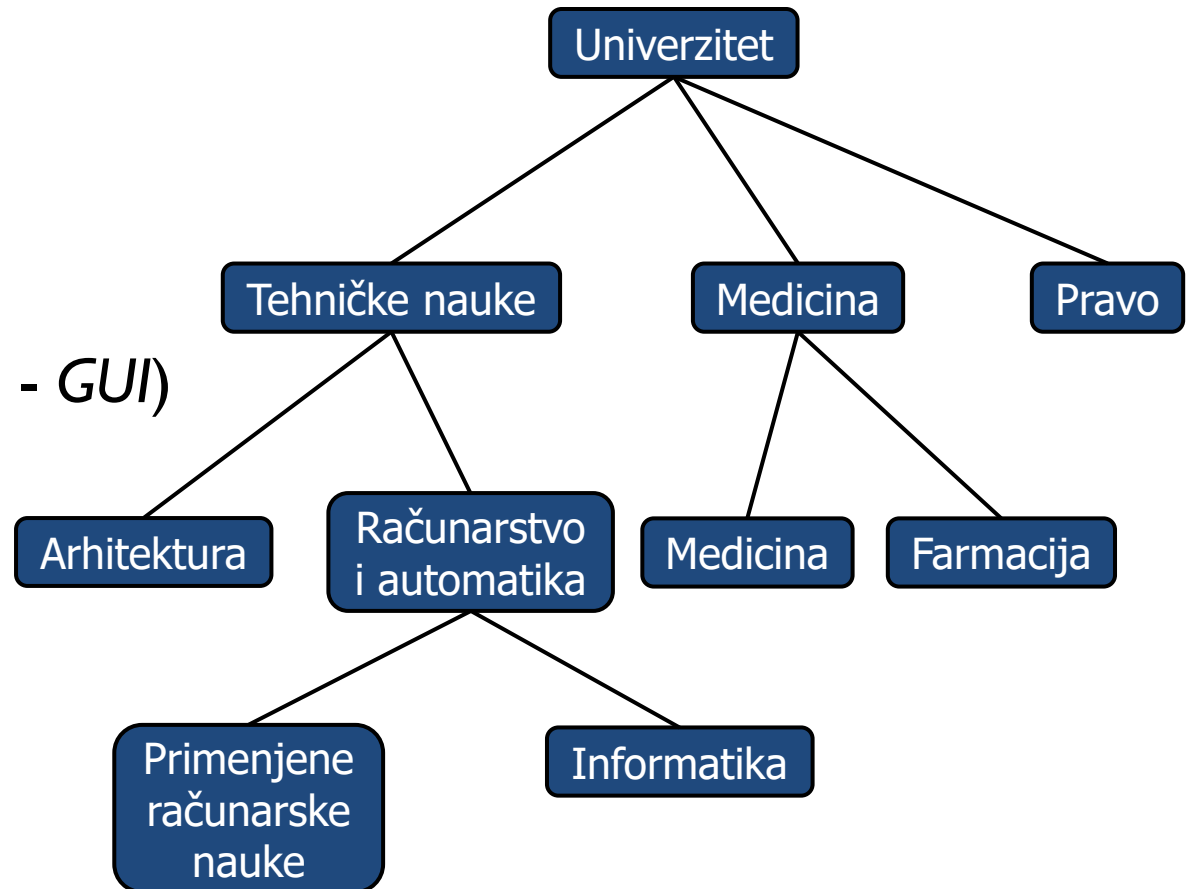 Univerzitet
Tehničke nauke
Medicina
Pravo
- GUI)
Arhitektura
Računarstvo
i automatika
Medicina
Farmacija
Primenjene
računarske
nauke
Informatika